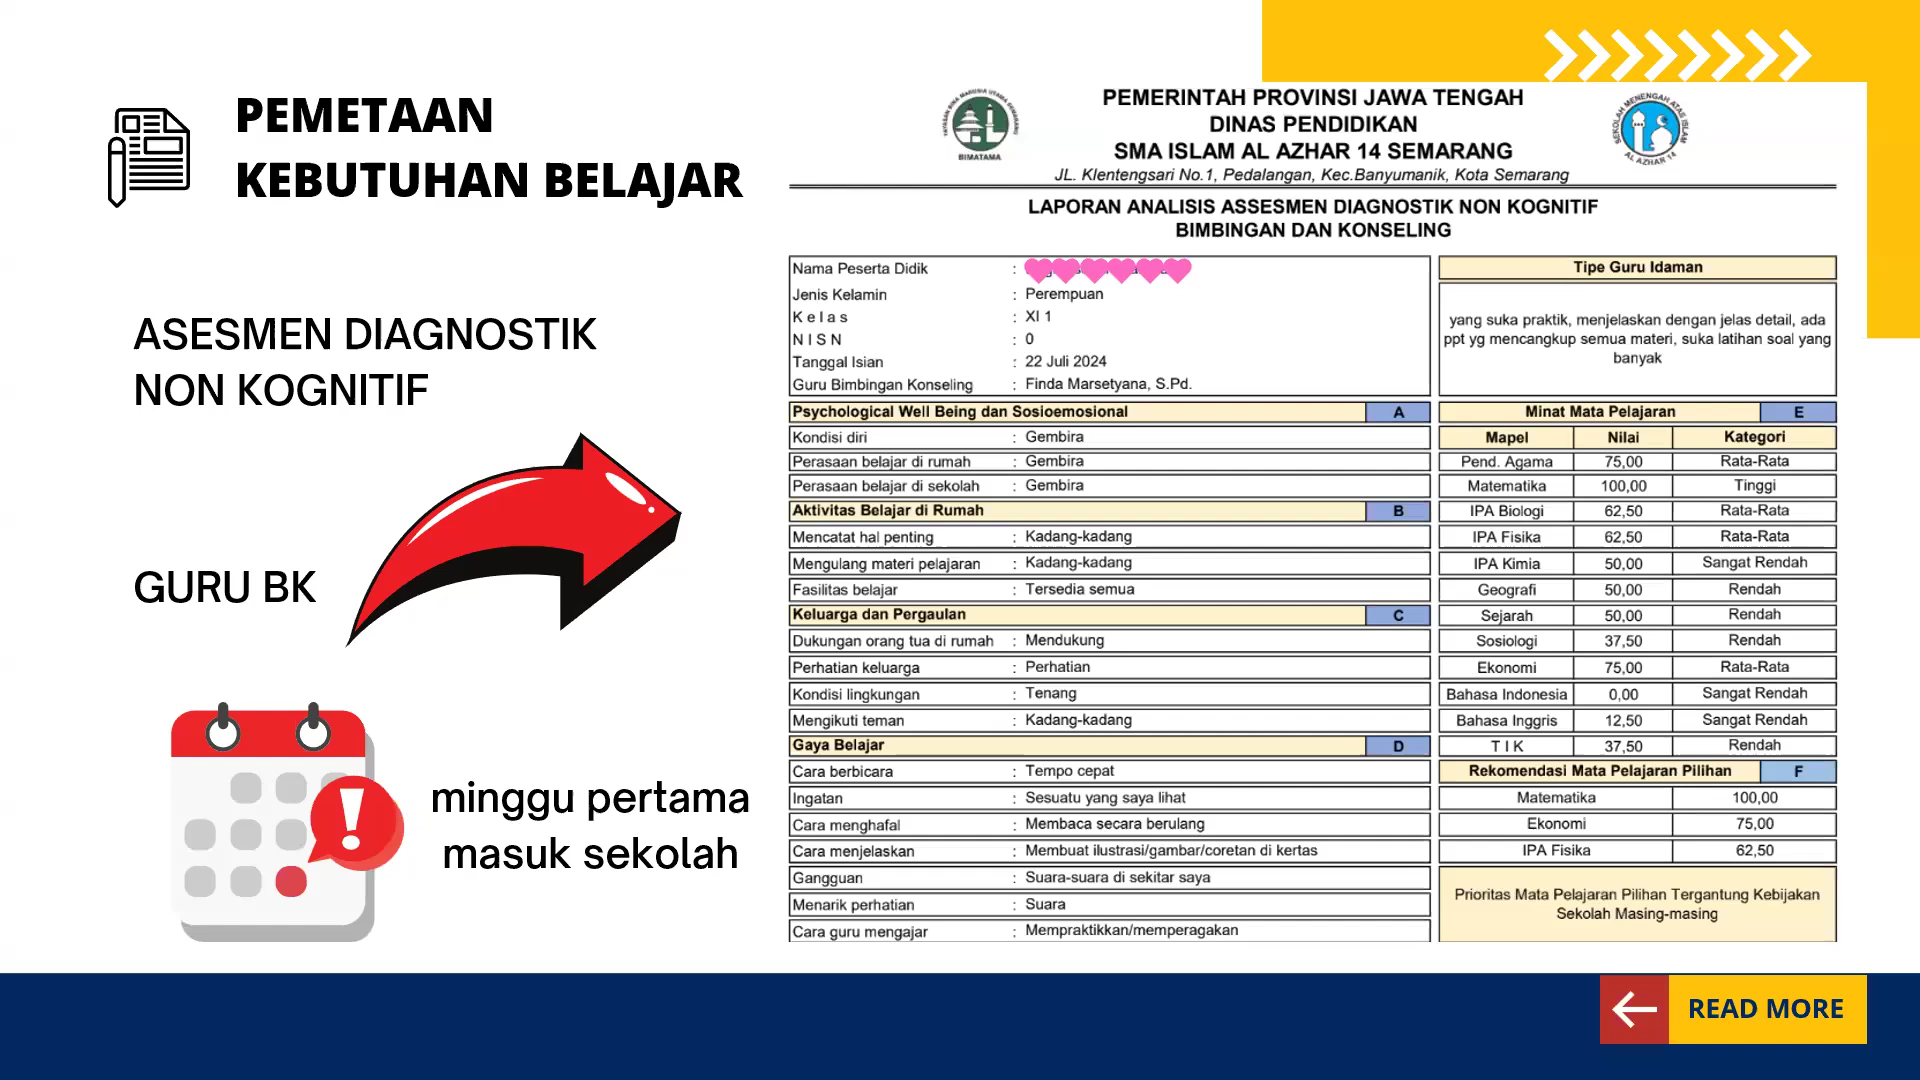 PEMETAAN
KEBUTUHAN BELAJAR
ASESMEN DIAGNOSTIK
NON KOGNITIF
GURU BK
minggu pertama
masuk sekolah
YAYASAN BINA MANUSIA UTAMA SEMARANG
BIMATAMA
PEMERINTAH PROVINSI JAWA TENGAH
DINAS PENDIDIKAN
SMA ISLAM AL AZHAR 14 SEMARANG
JL. Klentengsari No.1, Pedalangan, Kec.Banyumanik, Kota Semarang
SEKOLAH MENENGAH ATAS ISLAM
AL AZHAR 14
LAPORAN ANALISIS ASSESMEN DIAGNOSTIK NON KOGNITIF
BIMBINGAN DAN KONSELING
Nama Peserta Didik :
Jenis Kelamin : Perempuan
K e l a s : XI 1
N I S N : 0
Tanggal Isian : 22 Juli 2024
Guru Bimbingan Konseling : Finda Marsetyana, S.Pd.
Psychological Well Being dan Sosioemosional A
Kondisi diri : Gembira
Perasaan belajar di rumah : Gembira
Perasaan belajar di sekolah : Gembira
Aktivitas Belajar di Rumah B
Mencatat hal penting : Kadang-kadang
Mengulang materi pelajaran : Kadang-kadang
Fasilitas belajar : Tersedia semua
Keluarga dan Pergaulan C
Dukungan orang tua di rumah : Mendukung
Perhatian keluarga : Perhatian
Kondisi lingkungan : Tenang
Mengikuti teman : Kadang-kadang
Gaya Belajar D
Cara berbicara : Tempo cepat
Ingatan : Sesuatu yang saya lihat
Cara menghafal : Membaca secara berulang
Cara menjelaskan : Membuat ilustrasi/gambar/coretan di kertas
Gangguan : Suara-suara di sekitar saya
Menarik perhatian : Suara
Cara guru mengajar : Mempraktikkan/memperagakan
Tipe Guru Idaman
yang suka praktik, menjelaskan dengan jelas detail, ada
ppt yg mencangkup semua materi, suka latihan soal yang
banyak
Minat Mata Pelajaran E
Mapel Nilai Kategori
Pend. Agama 75,00 Rata-Rata
Matematika 100,00 Tinggi
IPA Biologi 62,50 Rata-Rata
IPA Fisika 62,50 Rata-Rata
IPA Kimia 50,00 Sangat Rendah
Geografi 50,00 Rendah
Sejarah 50,00 Rendah
Sosiologi 37,50 Rendah
Ekonomi 75,00 Rata-Rata
Bahasa Indonesia 0,00 Sangat Rendah
Bahasa Inggris 12,50 Sangat Rendah
T I K 37,50 Rendah
Rekomendasi Mata Pelajaran Pilihan F
Matematika 100,00
Ekonomi 75,00
IPA Fisika 62,50
Prioritas Mata Pelajaran Pilihan Tergantung Kebijakan
Sekolah Masing-masing
READ MORE